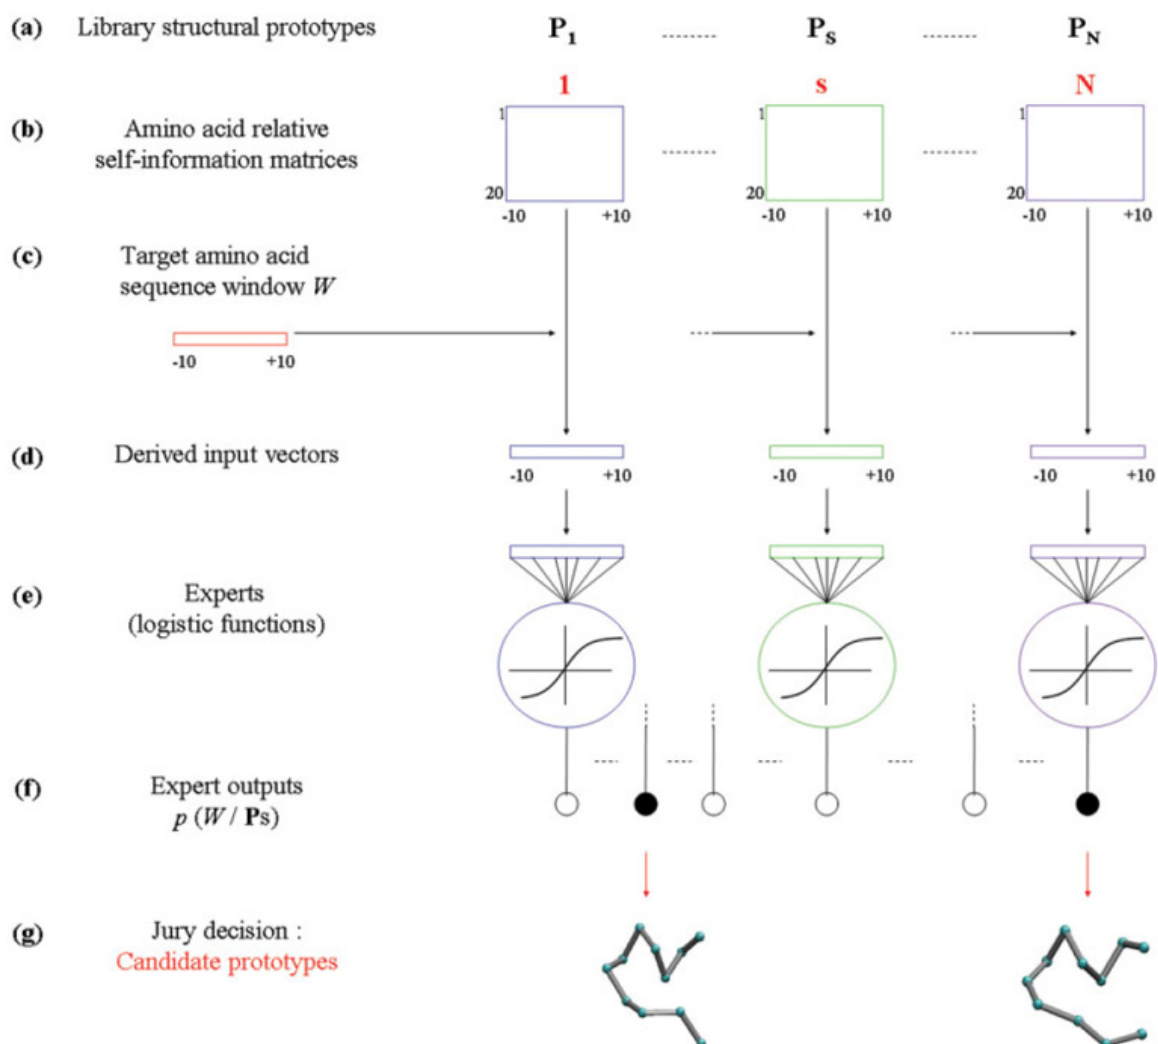 (a) Library structural prototypes P1 PS PN
1 s N
(b) Amino acid relative self-information matrices
1 1 1
20 20 20
-10 +10 -10 +10 -10 +10
(c) Target amino acid
sequence window W
-10 +10
(d) Derived input vectors
-10 +10 -10 +10 -10 +10
(e) Experts
(logistic functions)
(f) Expert outputs
p (W / Ps)
(g) Jury decision :
Candidate prototypes